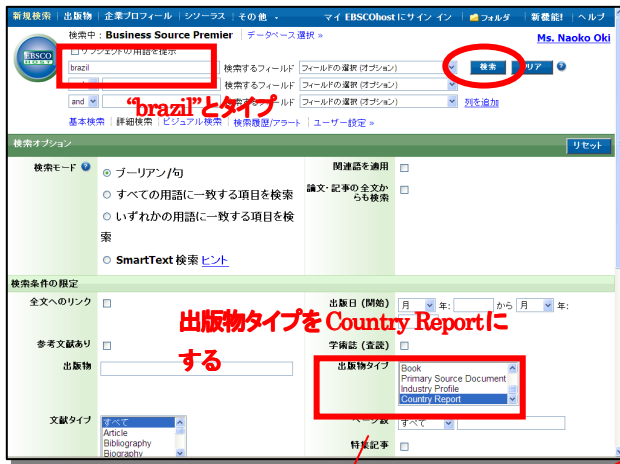 新規検索 | 出版物 | 企業プロフィール | シソーラス | その他 マイ EBSCOhost にサイン イン | フォルダ | 新機能! | ヘルプ
検索中 : Business Source Premier | データベース選択 »
Ms. Naoko Oki
EBSCO
HOST
サブジェクトの用語を提示
brazil 検索するフィールド フィールドの選択 (オプション) 検索 クリア
検索するフィールド フィールドの選択 (オプション)
and 検索するフィールド フィールドの選択 (オプション) 列を追加
“brazil”とタイプ
基本検索 | 詳細検索 | ビジュアル検索 | 検索履歴/アラート | ユーザー設定 »
検索オプション リセット
検索モード ブーリアン/句
すべての用語に一致する項目を検索
いずれかの用語に一致する項目を検
索
SmartText 検索 ヒント
関連語を適用
論文・記事の全文か
らも検索
検索条件の限定
全文へのリンク
出版日 (開始) 月 年: から 月 年:
出版物タイプを Country Reportに
する
参考文献あり
学術誌 (査読)
出版物
出版物タイプ
Book
Primary Source Document
Industry Profile
Country Report
文献タイプ
すべて
Article
Bibliography
Biography
ページ数 すべて
特集記事